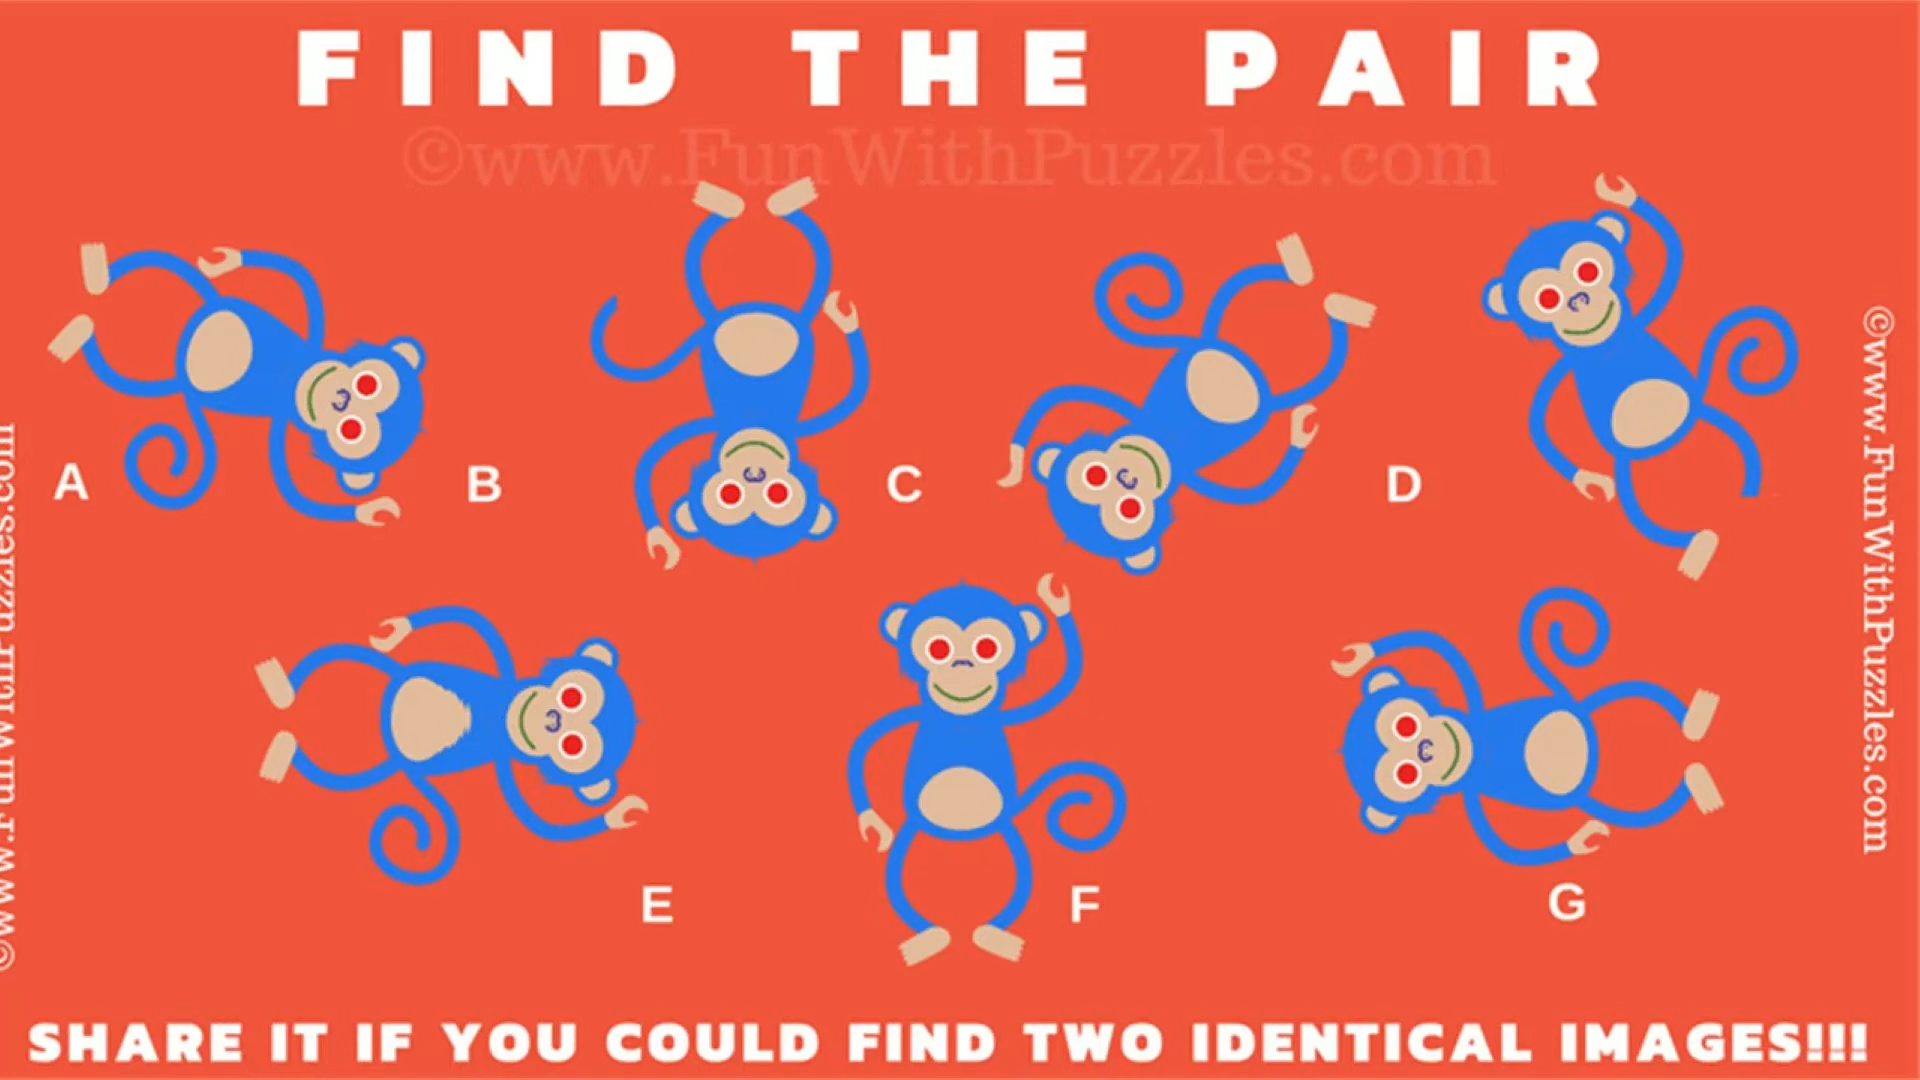 FIND THE PAIR
©www.FunWithPuzzles.com
©www.FunWithPuzzles.com
A
B
C
D
©www.FunWithPuzzles.com
E
F
G
SHARE IT IF YOU COULD FIND TWO IDENTICAL IMAGES!!!